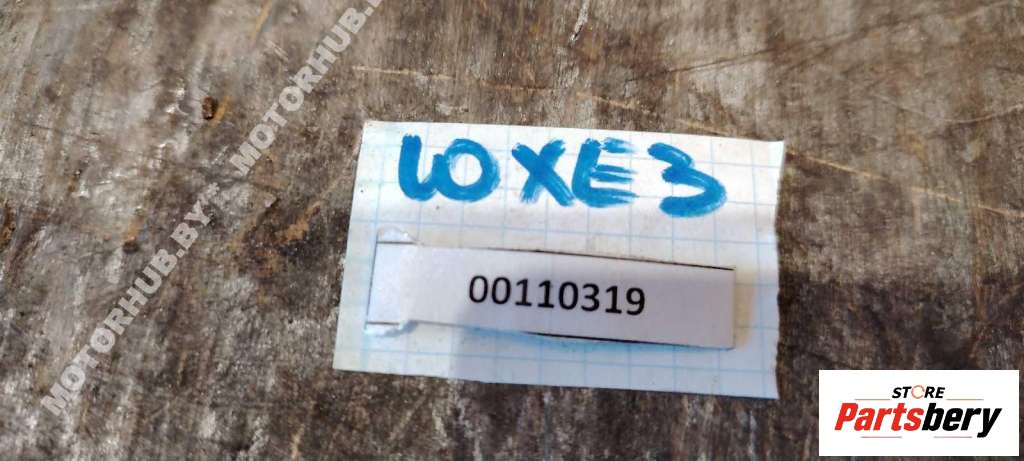 MOTORHUB.BY MOTORHUB.BY
10XE3
00110319
STORE
Partsbery